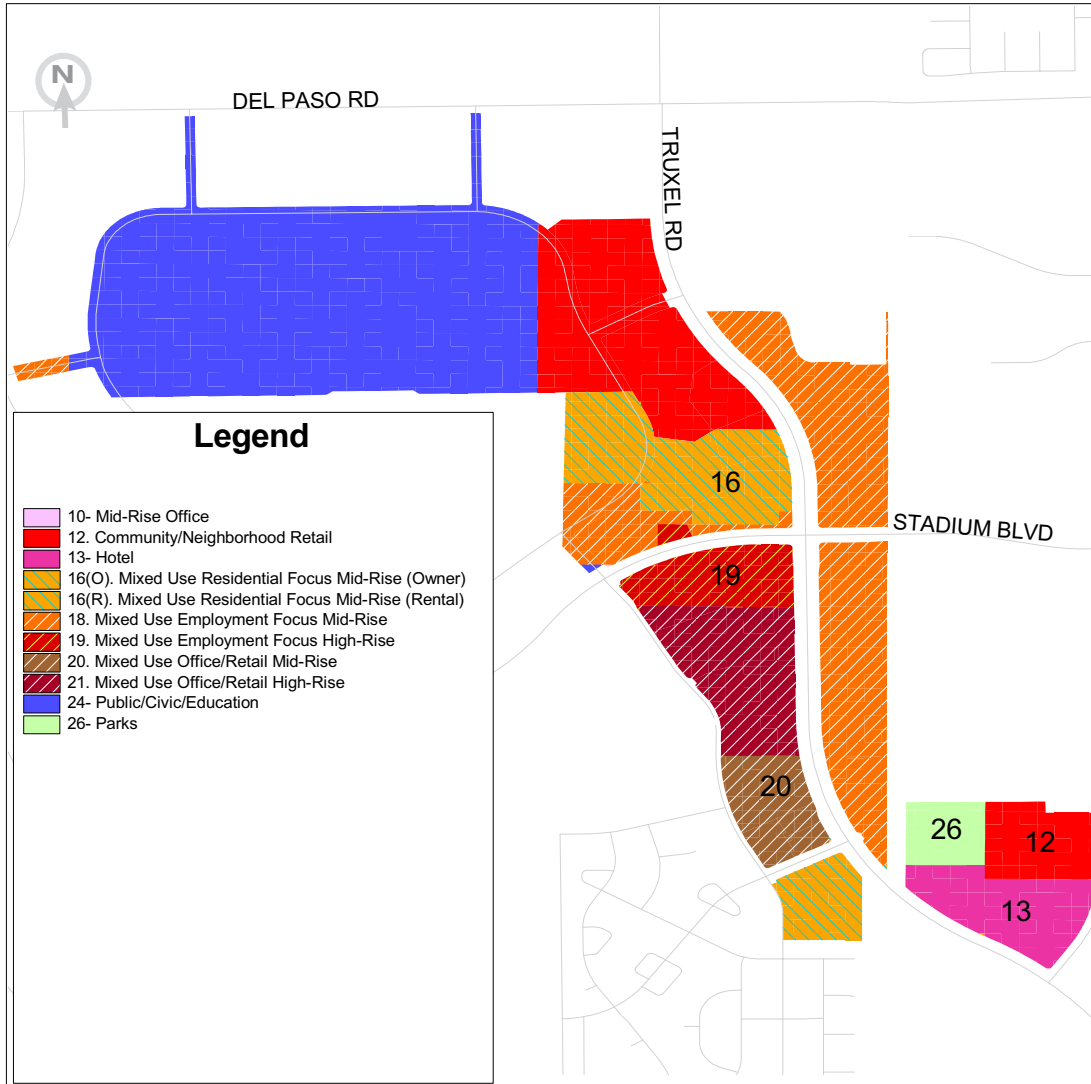 N
DEL PASO RD
TRUXEL RD
16
STADIUM BLVD
19
20
26
12
13
Legend
10- Mid-Rise Office
12. Community/Neighborhood Retail
13- Hotel
16(O). Mixed Use Residential Focus Mid-Rise (Owner)
16(R). Mixed Use Residential Focus Mid-Rise (Rental)
18. Mixed Use Employment Focus Mid-Rise
19. Mixed Use Employment Focus High-Rise
20. Mixed Use Office/Retail Mid-Rise
21. Mixed Use Office/Retail High-Rise
24- Public/Civic/Education
26- Parks